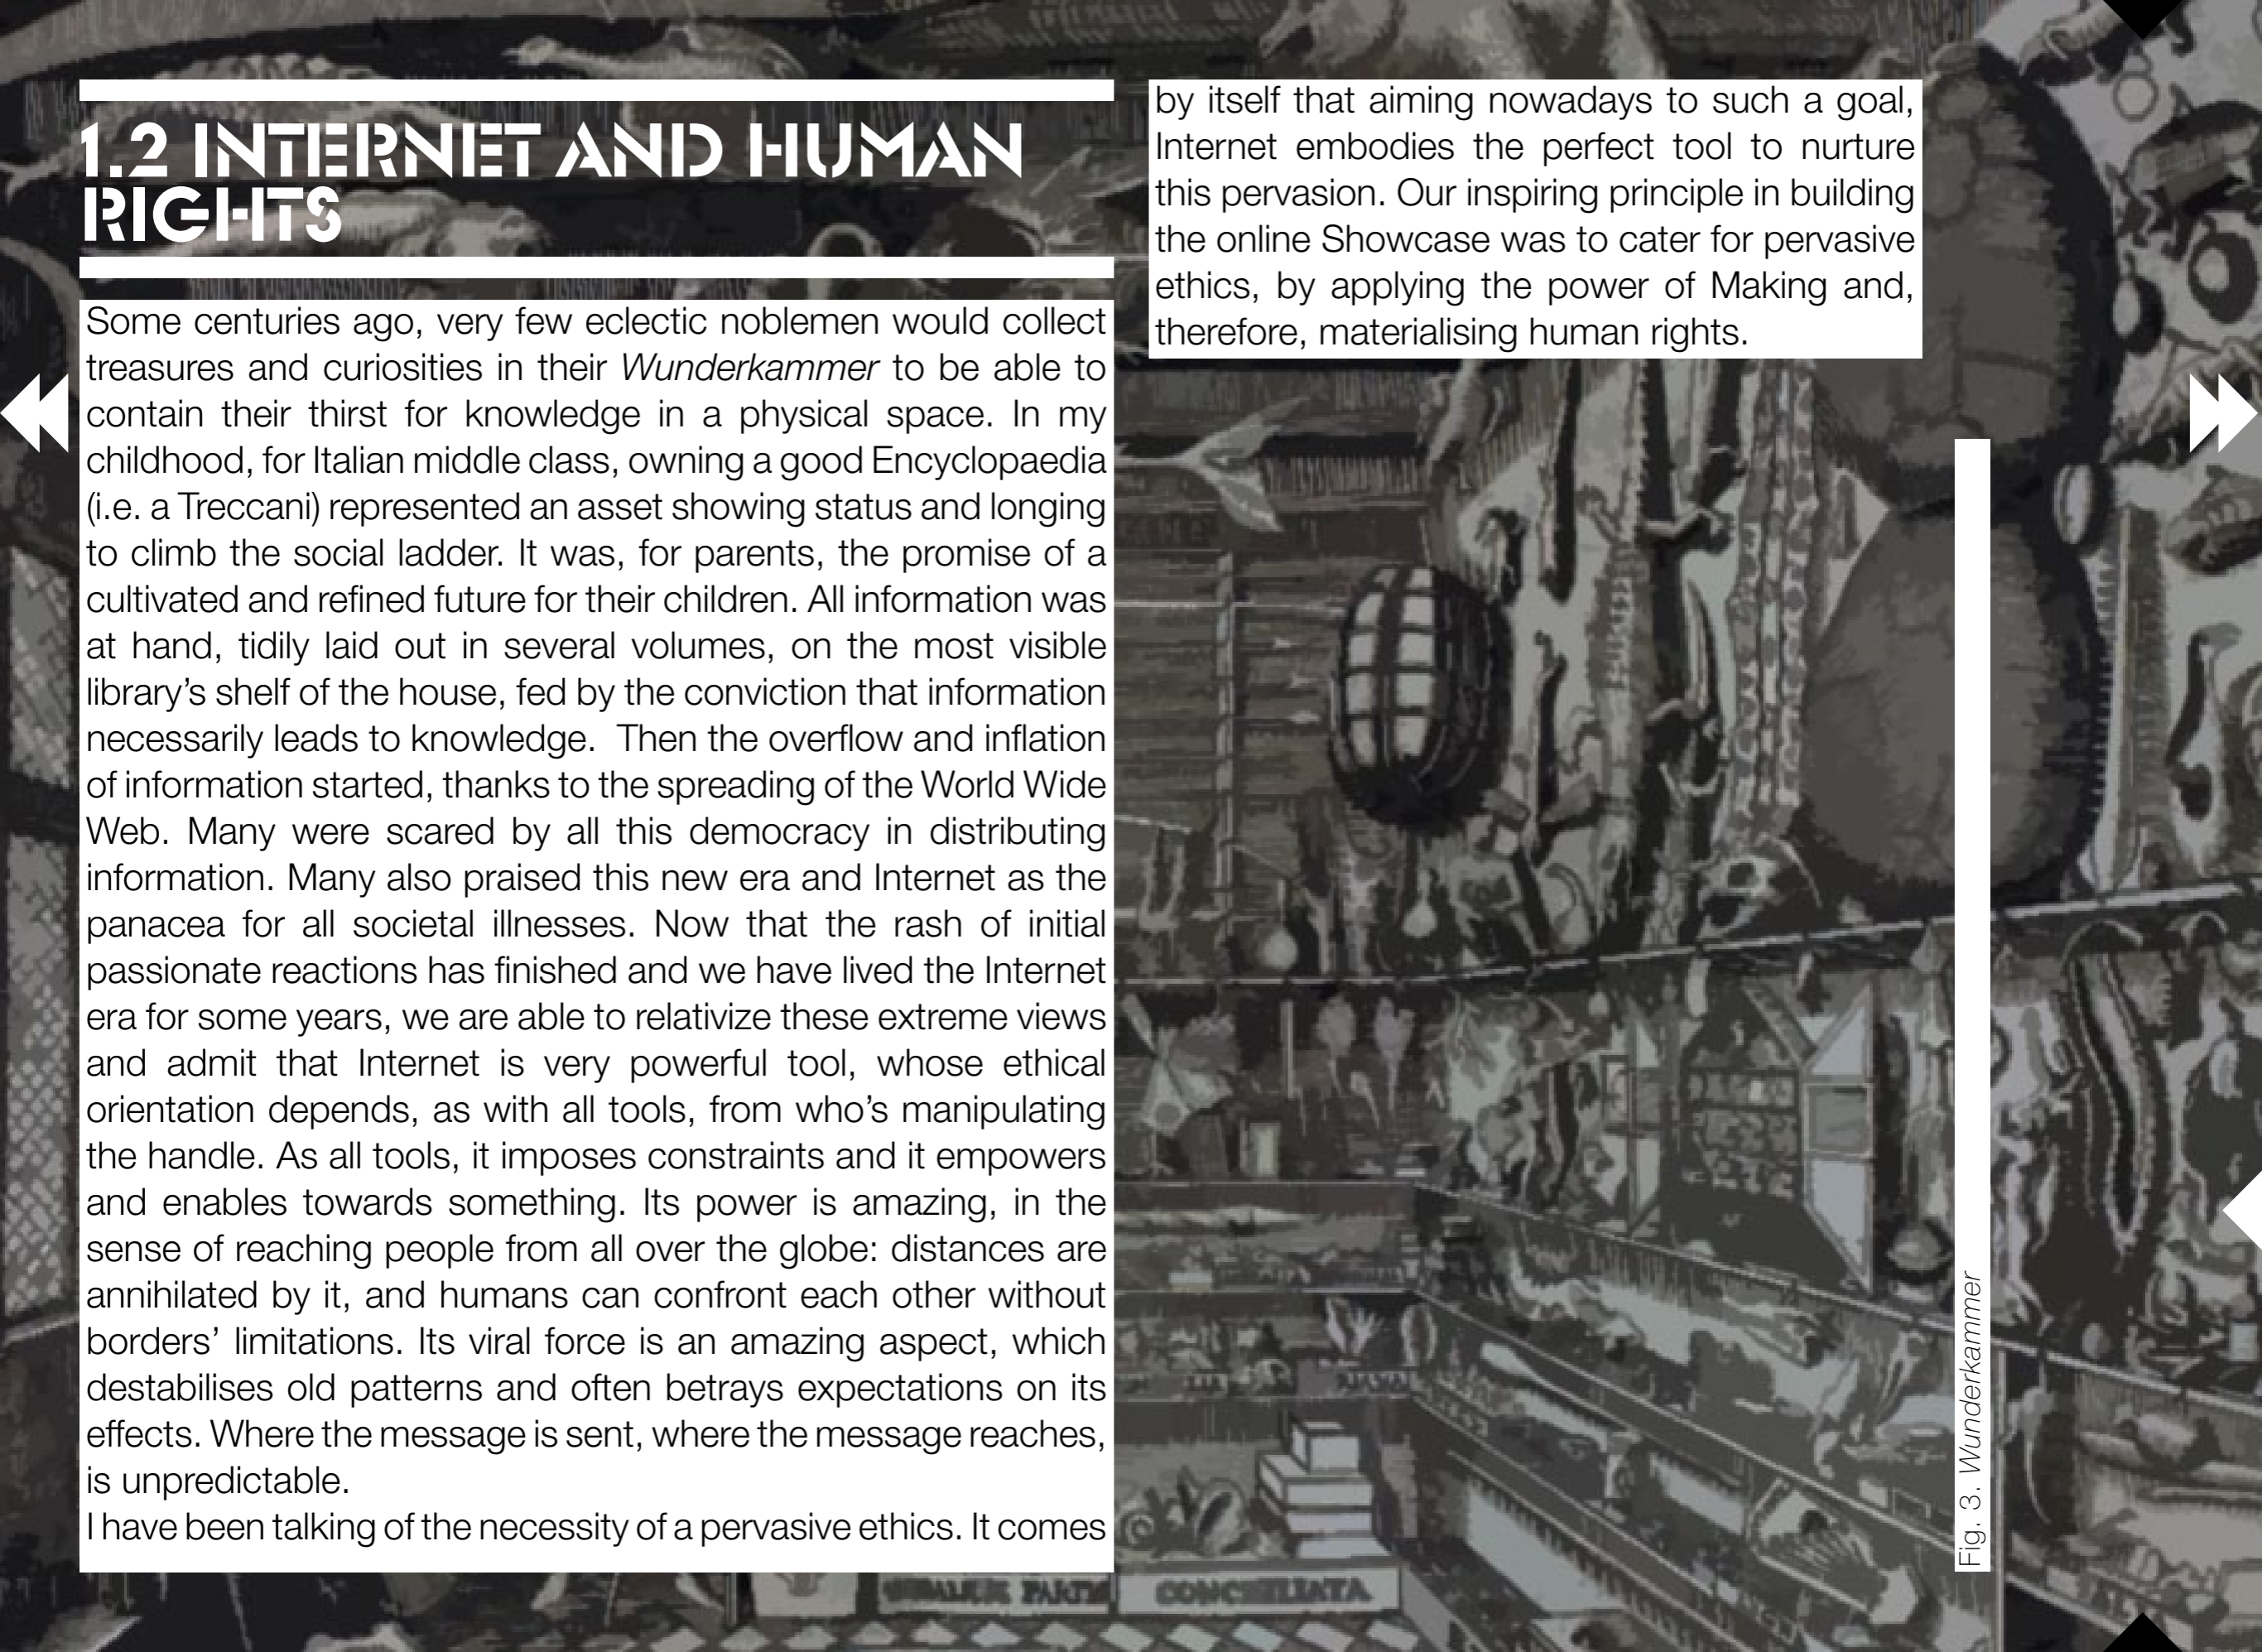 1.2 INTERNET AND HUMAN
RIGHTS
Some centuries ago, very few eclectic noblemen would collect
treasures and curiosities in their Wunderkammer to be able to
contain their thirst for knowledge in a physical space. In my
childhood, for Italian middle class, owning a good Encyclopaedia
(i.e. a Treccani) represented an asset showing status and longing
to climb the social ladder. It was, for parents, the promise of a
cultivated and refined future for their children. All information was
at hand, tidily laid out in several volumes, on the most visible
library’s shelf of the house, fed by the conviction that information
necessarily leads to knowledge.  Then the overflow and inflation
of information started, thanks to the spreading of the World Wide
Web. Many were scared by all this democracy in distributing
information. Many also praised this new era and Internet as the
panacea for all societal illnesses. Now that the rash of initial
passionate reactions has finished and we have lived the Internet
era for some years, we are able to relativize these extreme views
and admit that Internet is very powerful tool, whose ethical
orientation depends, as with all tools, from who’s manipulating
the handle. As all tools, it imposes constraints and it empowers
and enables towards something. Its power is amazing, in the
sense of reaching people from all over the globe: distances are
annihilated by it, and humans can confront each other without
borders’ limitations. Its viral force is an amazing aspect, which
destabilises old patterns and often betrays expectations on its
effects. Where the message is sent, where the message reaches,
is unpredictable.
I have been talking of the necessity of a pervasive ethics. It comes
by itself that aiming nowadays to such a goal,
Internet embodies the perfect tool to nurture
this pervasion. Our inspiring principle in building
the online Showcase was to cater for pervasive
ethics, by applying the power of Making and,
therefore, materialising human rights.
Fig. 3. Wunderkammer
CONCHILIATA